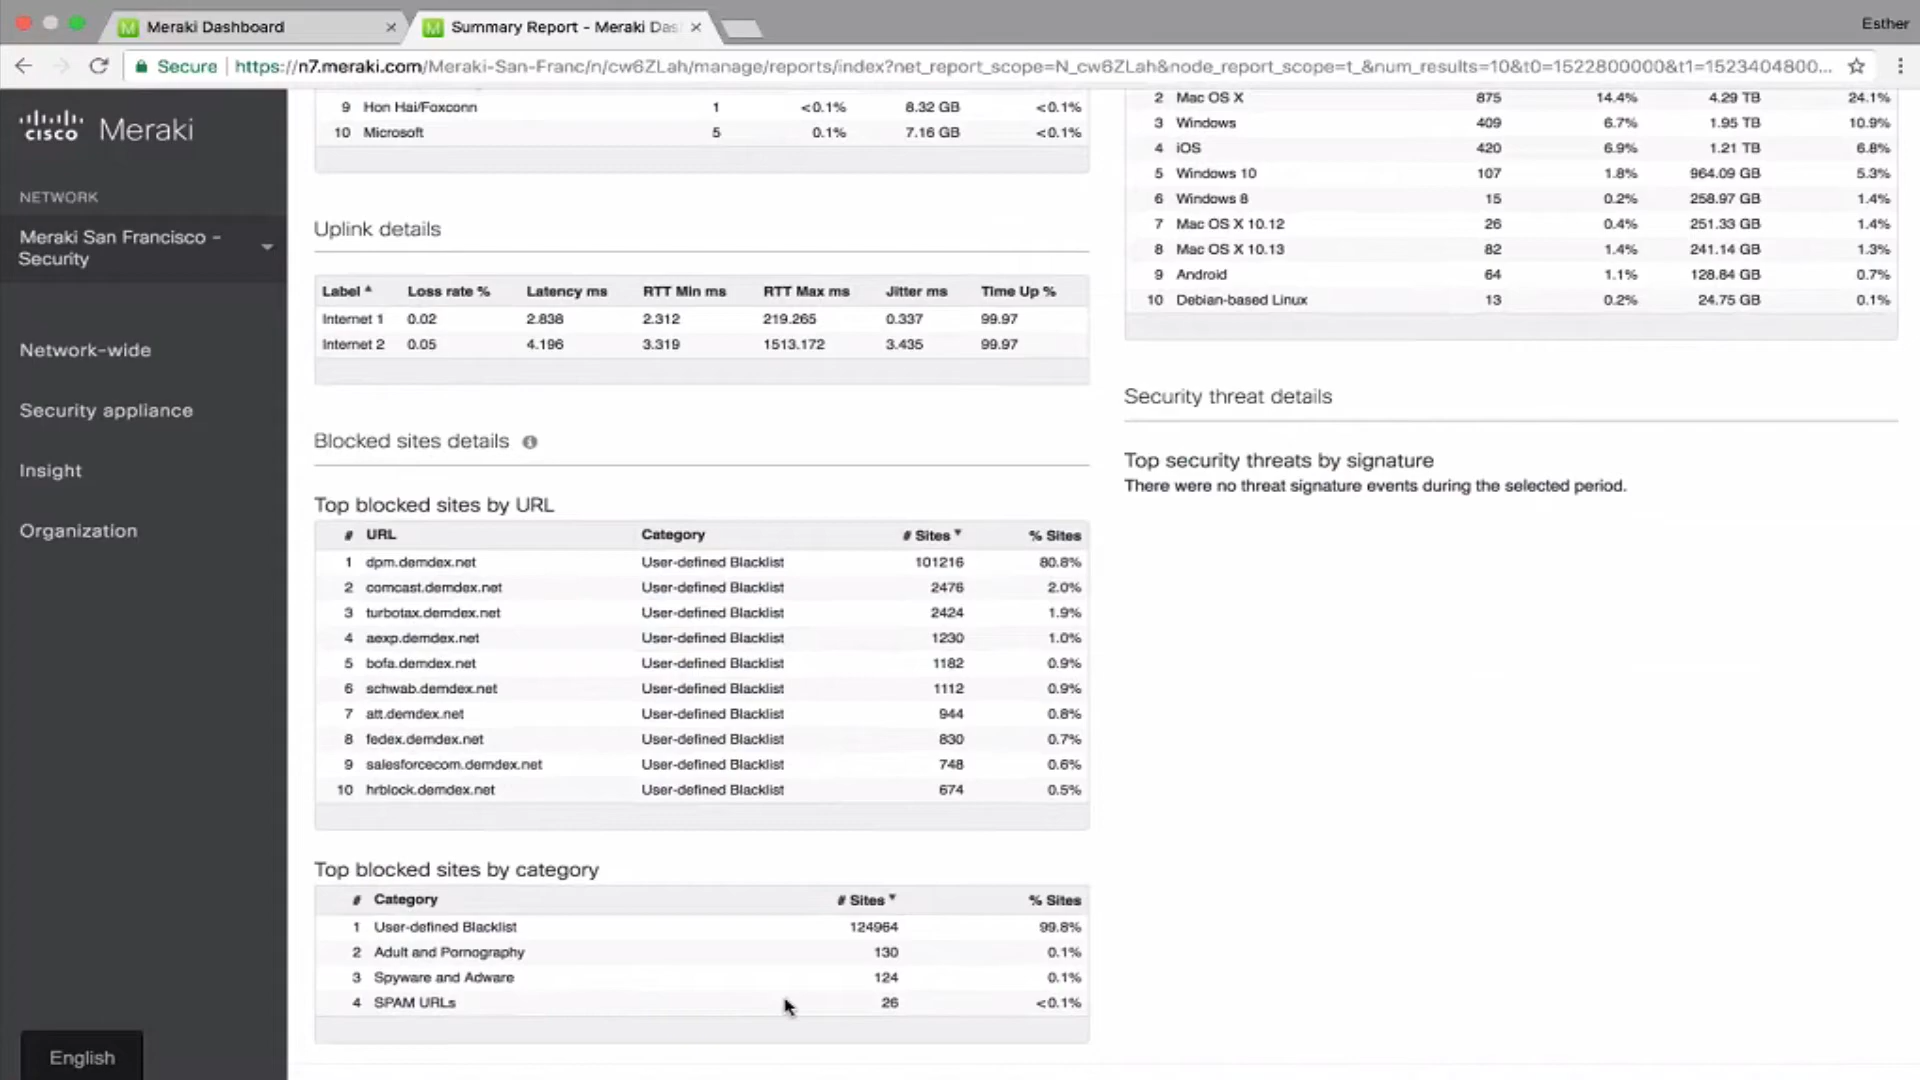 Meraki Dashboard
Summary Report - Meraki Das
Esther
Secure
https://n7.meraki.com/Meraki-San-Franc/n/cw6ZLah/manage/reports/index?net_report_scope=N_cw6ZLah&node_report_scope=t_&num_results=10&t0=1522800000&t1=1523404800...
cisco Meraki
NETWORK
Meraki San Francisco -
Security
Network-wide
Security appliance
Insight
Organization
English
9 Hon Hai/Foxconn 1 <0.1% 8.32 GB <0.1%
10 Microsoft 5 0.1% 7.16 GB <0.1%
Uplink details
Label Loss rate % Latency ms RTT Min ms RTT Max ms Jitter ms Time Up %
Internet 1 0.02 2.838 2.312 219.265 0.337 99.97
Internet 2 0.05 4.196 3.319 1513.172 3.435 99.97
Blocked sites details
Top blocked sites by URL
# URL Category # Sites % Sites
1 dpm.demdex.net User-defined Blacklist 101216 80.8%
2 comcast.demdex.net User-defined Blacklist 2476 2.0%
3 turbotax.demdex.net User-defined Blacklist 2424 1.9%
4 aexp.demdex.net User-defined Blacklist 1230 1.0%
5 bofa.demdex.net User-defined Blacklist 1182 0.9%
6 schwab.demdex.net User-defined Blacklist 1112 0.9%
7 att.demdex.net User-defined Blacklist 944 0.8%
8 fedex.demdex.net User-defined Blacklist 830 0.7%
9 salesforcecom.demdex.net User-defined Blacklist 748 0.6%
10 hrblock.demdex.net User-defined Blacklist 674 0.5%
Top blocked sites by category
# Category # Sites % Sites
1 User-defined Blacklist 124964 99.8%
2 Adult and Pornography 130 0.1%
3 Spyware and Adware 124 0.1%
4 SPAM URLs 26 <0.1%
2 Mac OS X 875 14.4% 4.29 TB 24.1%
3 Windows 409 6.7% 1.95 TB 10.9%
4 iOS 420 6.9% 1.21 TB 6.8%
5 Windows 10 107 1.8% 964.09 GB 5.3%
6 Windows 8 15 0.2% 258.97 GB 1.4%
7 Mac OS X 10.12 26 0.4% 251.33 GB 1.4%
8 Mac OS X 10.13 82 1.4% 241.14 GB 1.3%
9 Android 64 1.1% 128.84 GB 0.7%
10 Debian-based Linux 13 0.2% 24.75 GB 0.1%
Security threat details
Top security threats by signature
There were no threat signature events during the selected period.